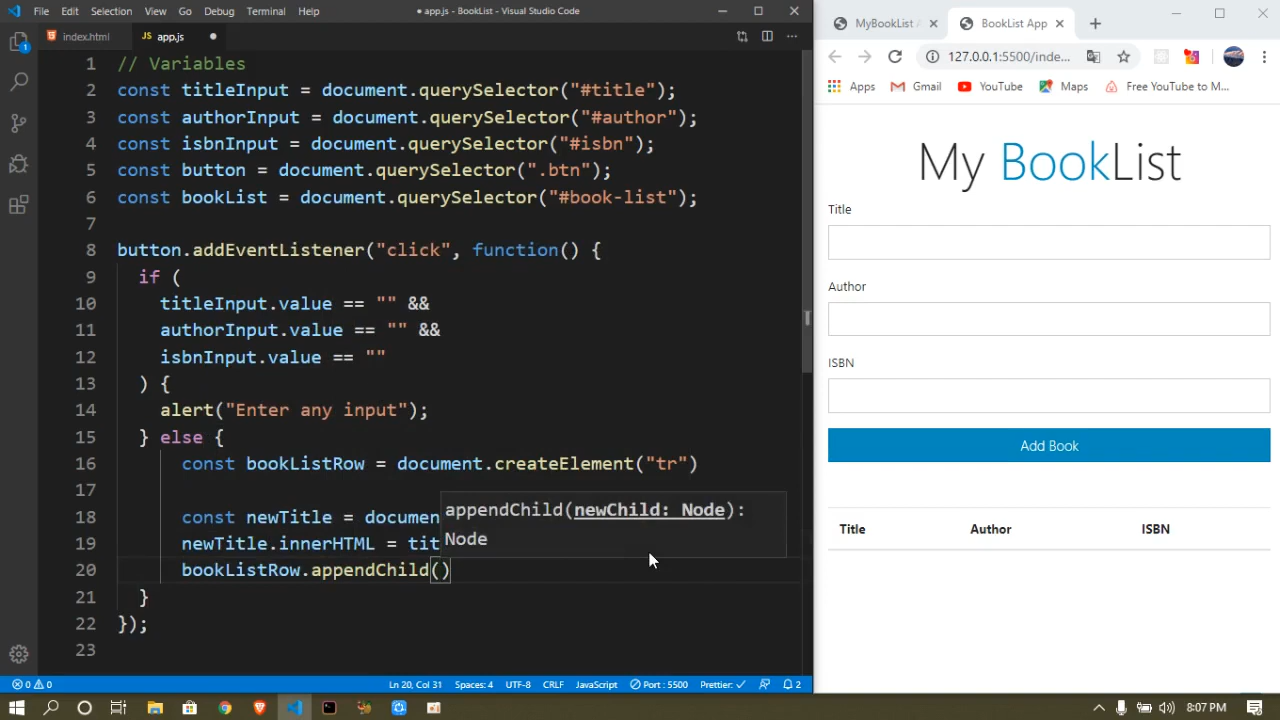 File Edit Selection View Go Debug Terminal Help
● app.js - BookList - Visual Studio Code
index.html
app.js
1 // Variables
2 const titleInput = document.querySelector("#title");
3 const authorInput = document.querySelector("#author");
4 const isbnInput = document.querySelector("#isbn");
5 const button = document.querySelector(".btn");
6 const bookList = document.querySelector("#book-list");
7
8 button.addEventListener("click", function() {
9 if (
10 titleInput.value == "" &&
11 authorInput.value == "" &&
12 isbnInput.value == ""
13 ) {
14 alert("Enter any input");
15 } else {
16 const bookListRow = document.createElement("tr")
17
18 const newTitle = document
19 newTitle.innerHTML = tit
20 bookListRow.appendChild()
21 }
22 });
23
appendChild(newChild: Node):
Node
1
0 0 Ln 20, Col 31 Spaces: 4 UTF-8 CRLF JavaScript Port : 5500 Prettier: ✓ 2
MyBookList
BookList App
127.0.0.1:5500/inde...
Apps Gmail YouTube Maps Free YouTube to M...
My BookList
Title
Author
ISBN
Add Book
Title Author ISBN
8:07 PM